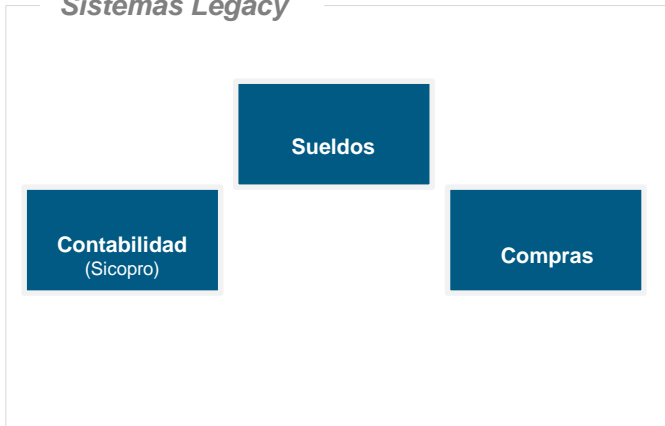 Sistemas Legacy
Sueldos
Contabilidad
(Sicopro)
Compras